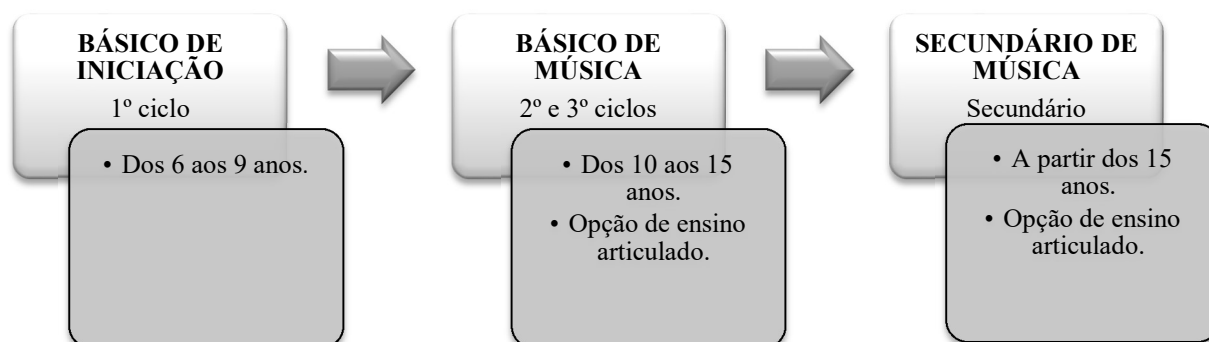 BÁSICO DE
INICIAÇÃO
1º ciclo
• Dos 6 aos 9 anos.
BÁSICO DE
MÚSICA
2º e 3º ciclos
• Dos 10 aos 15
anos.
• Opção de ensino
articulado.
SECUNDÁRIO DE
MÚSICA
Secundário
• A partir dos 15
anos.
• Opção de ensino
articulado.